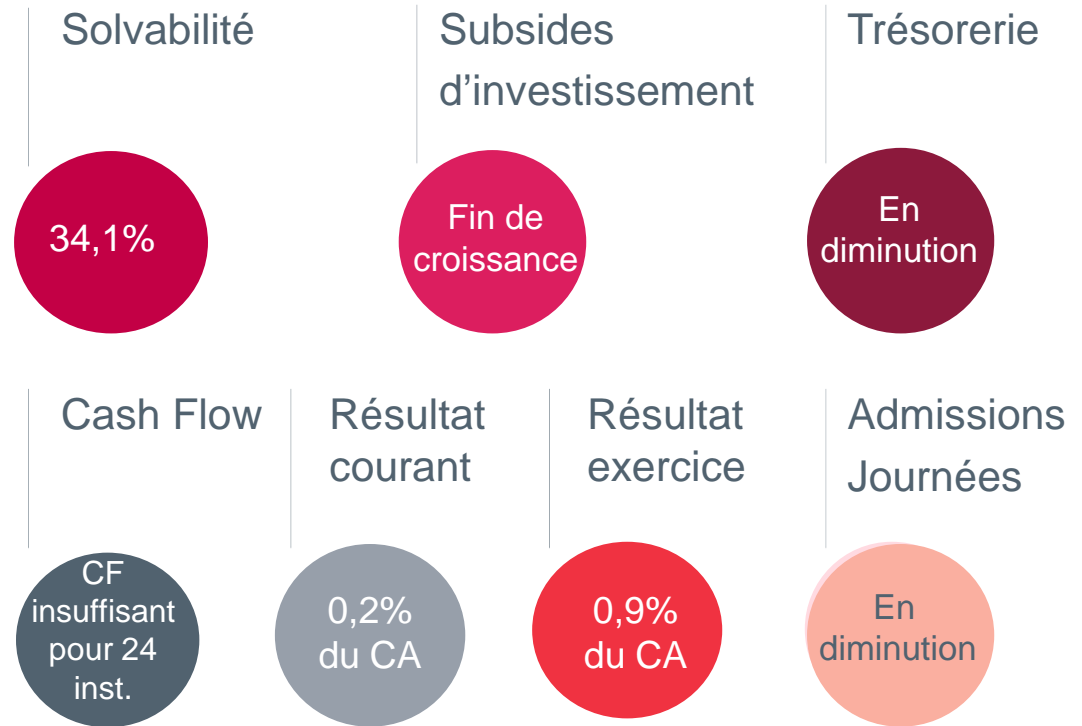 Solvabilité
34,1%
Subsides
d’investissement
Fin de
croissance
Trésorerie
En
diminution
Cash Flow
CF
insuffisant
pour 24
inst.
Résultat
courant
0,2%
du CA
Résultat
exercice
0,9%
du CA
Admissions
Journées
En
diminution